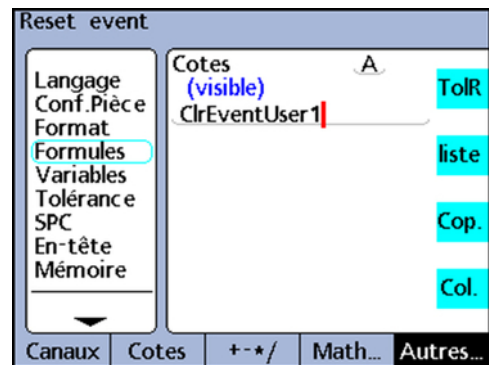 Reset event
Langage
Conf.Pièce
Format
Formules
Variables
Tolérance
SPC
En-tête
Mémoire
Cotes A
(visible)
ClrEventUser1
TolR
liste
Cop.
Col.
Canaux Cotes +-*/ Math... Autres...